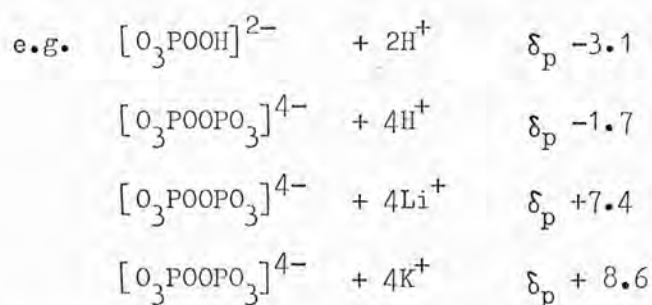 e.g. [O₃POOH]²⁻ + 2H⁺ δₚ -3.1
[O₃POOPO₃]⁴⁻ + 4H⁺ δₚ -1.7
[O₃POOPO₃]⁴⁻ + 4Li⁺ δₚ +7.4
[O₃POOPO₃]⁴⁻ + 4K⁺ δₚ + 8.6